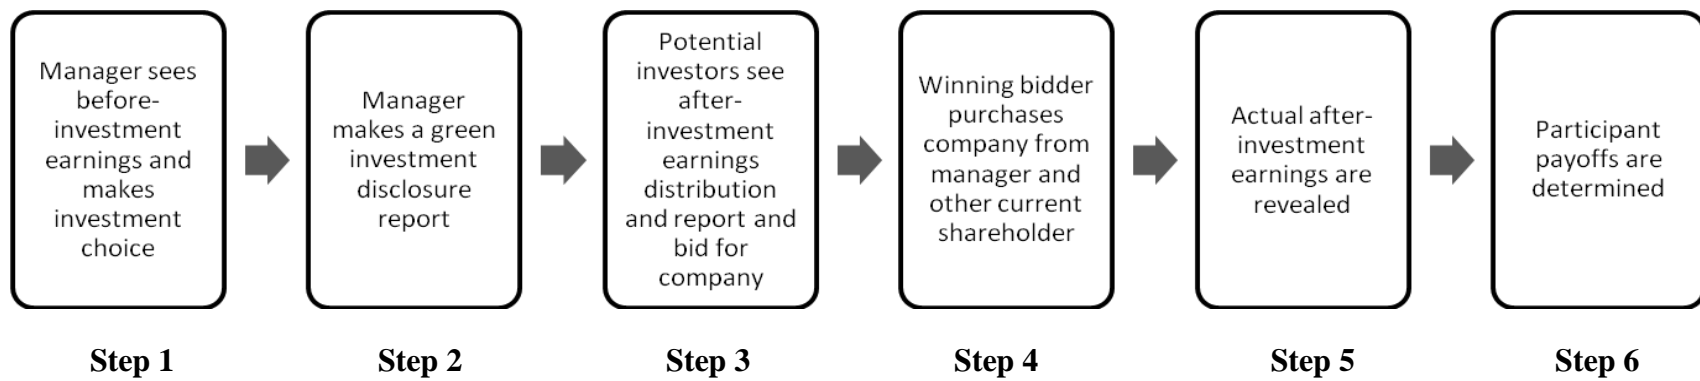 Manager sees
before-
investment
earnings and
makes
investment
choice
Manager
makes a green
investment
disclosure
report
Potential
investors see
after-
investment
earnings
distribution
and report and
bid for
company
Winning bidder
purchases
company from
manager and
other current
shareholder
Actual after-
investment
earnings are
revealed
Participant
payoffs are
determined
Step 1
Step 2
Step 3
Step 4
Step 5
Step 6